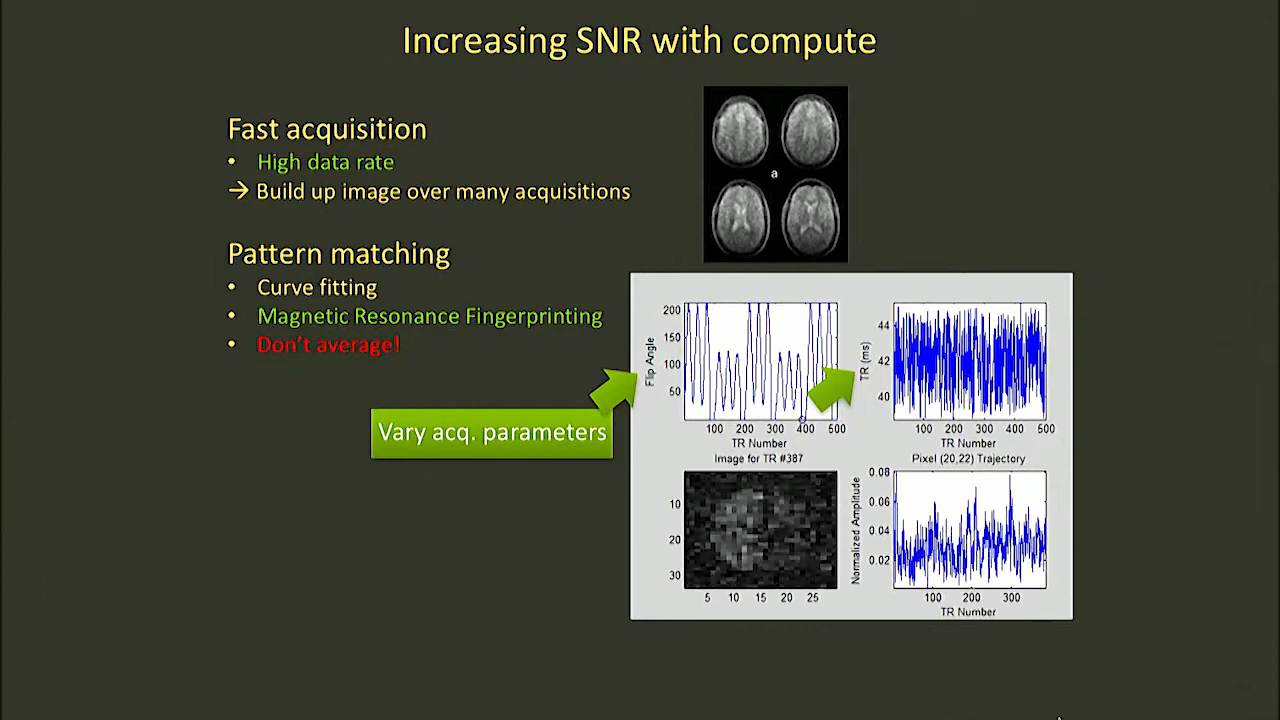 Increasing SNR with compute
Fast acquisition
• High data rate
→ Build up image over many acquisitions
a
Pattern matching
• Curve fitting
• Magnetic Resonance Fingerprinting
• Don't average!
Vary acq. parameters
Flip Angle
200
150
100
50
100 200 300 400 500
TR Number
TR (ms)
44
42
40
100 200 300 400 500
TR Number
Image for TR #387
10
20
30
5 10 15 20 25
Pixel (20,22) Trajectory
Normalized Amplitude
0.08
0.06
0.04
0.02
100 200 300
TR Number